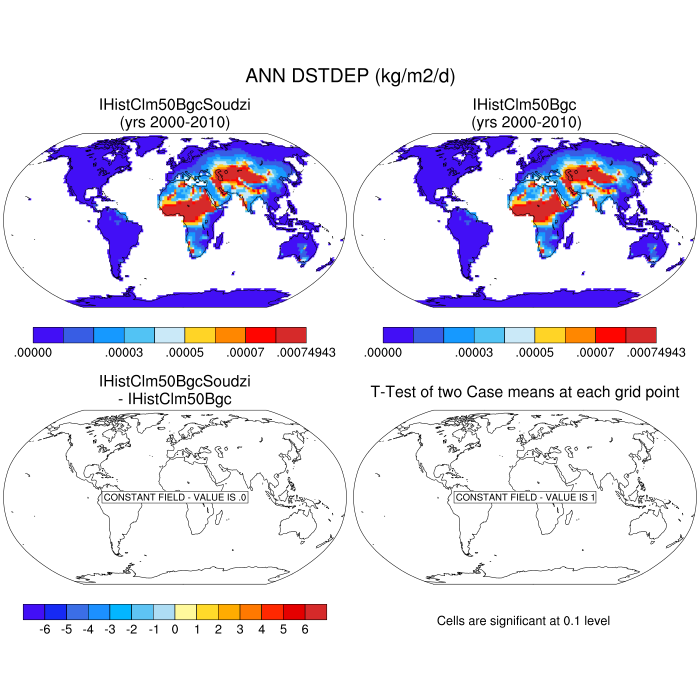 ANN DSTDEP (kg/m2/d)
IHistClm50BgcSoudzi
(yrs 2000-2010)
IHistClm50Bgc
(yrs 2000-2010)
.00000 .00003 .00005 .00007 .00074943
.00000 .00003 .00005 .00007 .00074943
IHistClm50BgcSoudzi
- IHistClm50Bgc
T-Test of two Case means at each grid point
CONSTANT FIELD - VALUE IS .0
CONSTANT FIELD - VALUE IS 1
-6 -5 -4 -3 -2 -1 0 1 2 3 4 5 6
Cells are significant at 0.1 level